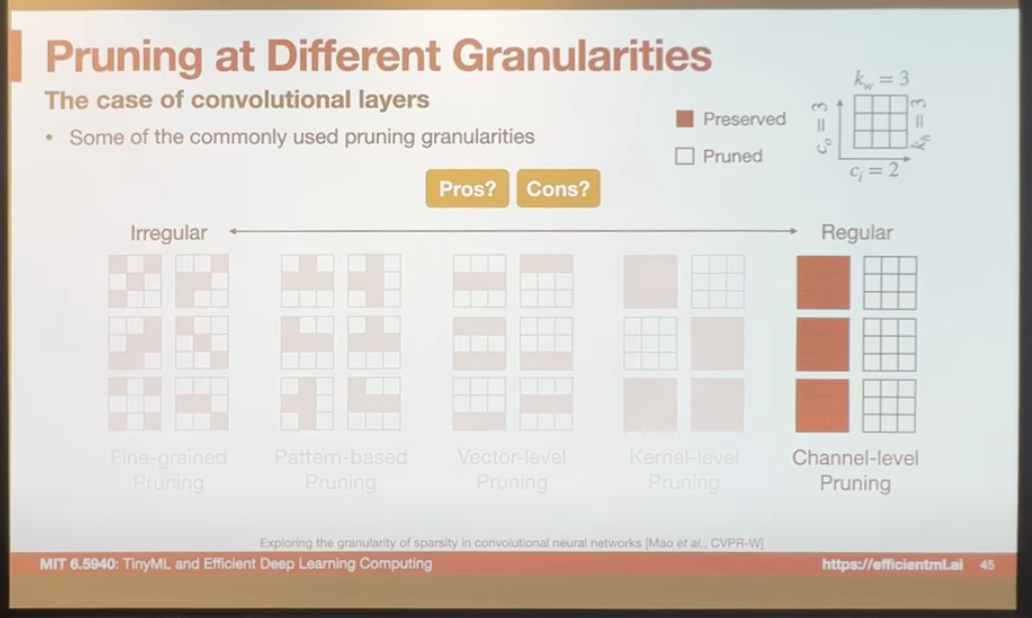 Pruning at Different Granularities
The case of convolutional layers
• Some of the commonly used pruning granularities
Preserved
Pruned
k_w = 3
c_o = 3
k_h = 3
c_i = 2
Pros?
Cons?
Irregular
Regular
Fine-grained
Pruning
Pattern-based
Pruning
Vector-level
Pruning
Kernel-level
Pruning
Channel-level
Pruning
Exploring the granularity of sparsity in convolutional neural networks [Mao et al., CVPR-W]
MIT 6.5940: TinyML and Efficient Deep Learning Computing
https://efficientml.ai
45